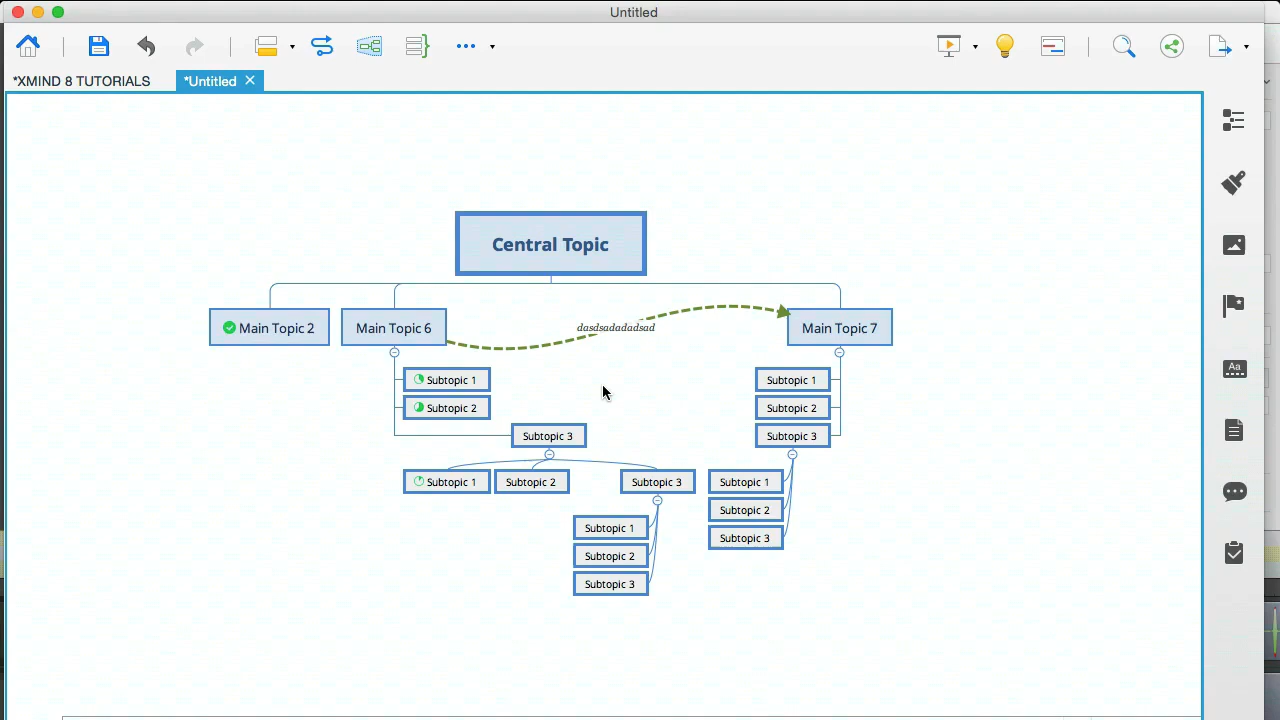 Untitled
*XMIND 8 TUTORIALS
*Untitled
Central Topic
Main Topic 2
Main Topic 6
dasdsadadadsad
Main Topic 7
Subtopic 1
Subtopic 2
Subtopic 3
Subtopic 1
Subtopic 2
Subtopic 3
Subtopic 1
Subtopic 2
Subtopic 3
Subtopic 1
Subtopic 2
Subtopic 3
Subtopic 1
Subtopic 2
Subtopic 3
Aa